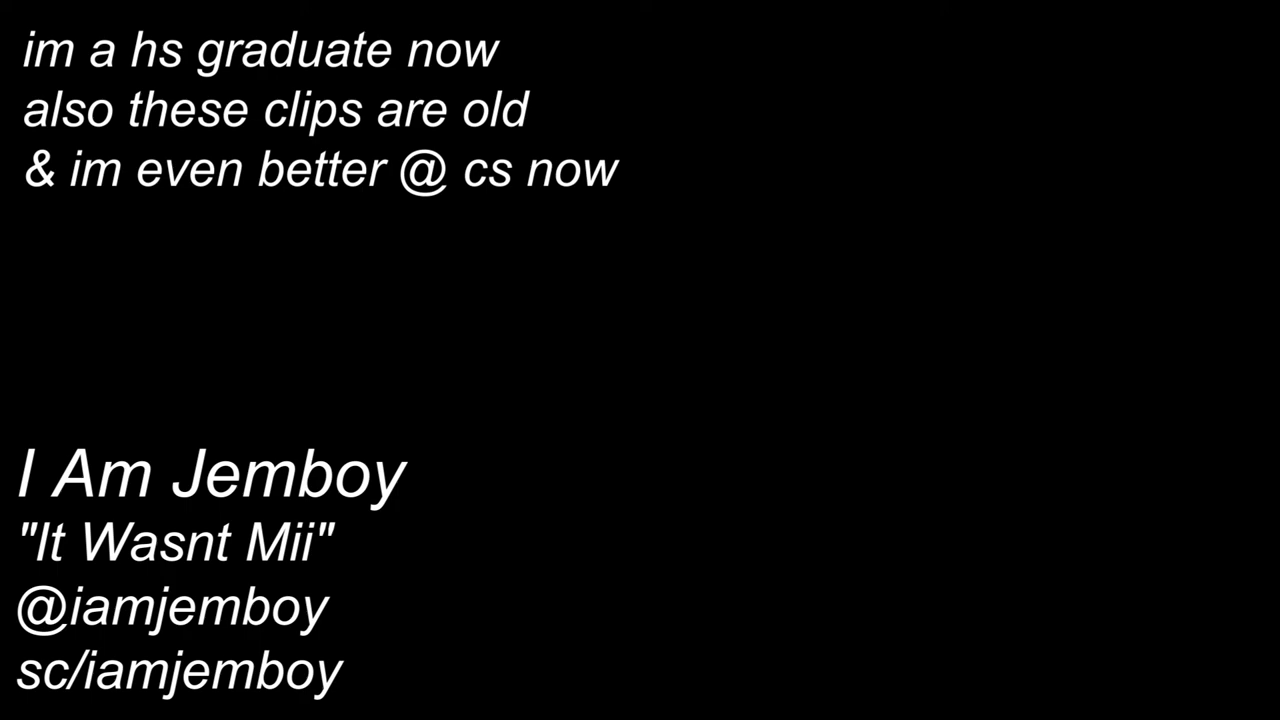 im a hs graduate now
also these clips are old
& im even better @ cs now
I Am Jemboy
"It Wasnt Mii"
@iamjemboy
sc/iamjemboy